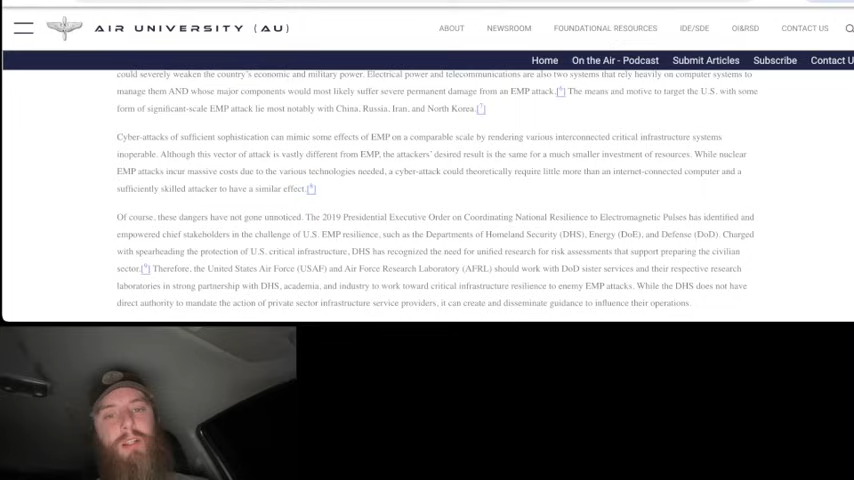 AIR UNIVERSITY (AU)
ABOUT NEWSROOM FOUNDATIONAL RESOURCES IDE/SDE OI&RSD CONTACT US
Home On the Air - Podcast Submit Articles Subscribe Contact U
could severely weaken the country's economic and military power. Electrical power and telecommunications are also two systems that rely heavily on computer systems to
manage them AND whose major components would most likely suffer severe permanent damage from an EMP attack.[6] The means and motive to target the U.S. with some
form of significant-scale EMP attack lie most notably with China, Russia, Iran, and North Korea.[7]
Cyber-attacks of sufficient sophistication can mimic some effects of EMP on a comparable scale by rendering various interconnected critical infrastructure systems
inoperable. Although this vector of attack is vastly different from EMP, the attackers' desired result is the same for a much smaller investment of resources. While nuclear
EMP attacks incur massive costs due to the various technologies needed, a cyber-attack could theoretically require little more than an internet-connected computer and a
sufficiently skilled attacker to have a similar effect.[8]
Of course, these dangers have not gone unnoticed. The 2019 Presidential Executive Order on Coordinating National Resilience to Electromagnetic Pulses has identified and
empowered chief stakeholders in the challenge of U.S. EMP resilience, such as the Departments of Homeland Security (DHS), Energy (DoE), and Defense (DoD). Charged
with spearheading the protection of U.S. critical infrastructure, DHS has recognized the need for unified research for risk assessments that support preparing the civilian
sector.[9] Therefore, the United States Air Force (USAF) and Air Force Research Laboratory (AFRL) should work with DoD sister services and their respective research
laboratories in strong partnership with DHS, academia, and industry to work toward critical infrastructure resilience to enemy EMP attacks. While the DHS does not have
direct authority to mandate the action of private sector infrastructure service providers, it can create and disseminate guidance to influence their operations.